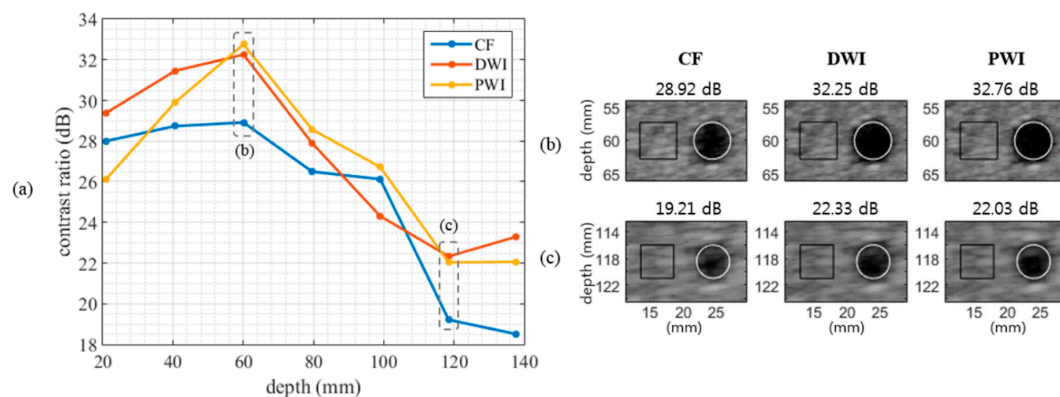 (a)
contrast ratio (dB)
34
32
30
28
26
24
22
20
18
20 40 60 80 100 120 140
depth (mm)
CF
DWI
PWI
(b)
(c)
CF DWI PWI
(b)
28.92 dB 32.25 dB 32.76 dB
depth (mm)
55 55 55
60 60 60
65 65 65
(c)
19.21 dB 22.33 dB 22.03 dB
depth (mm)
114 114 114
118 118 118
122 122 122
15 20 25 15 20 25 15 20 25
(mm) (mm) (mm)